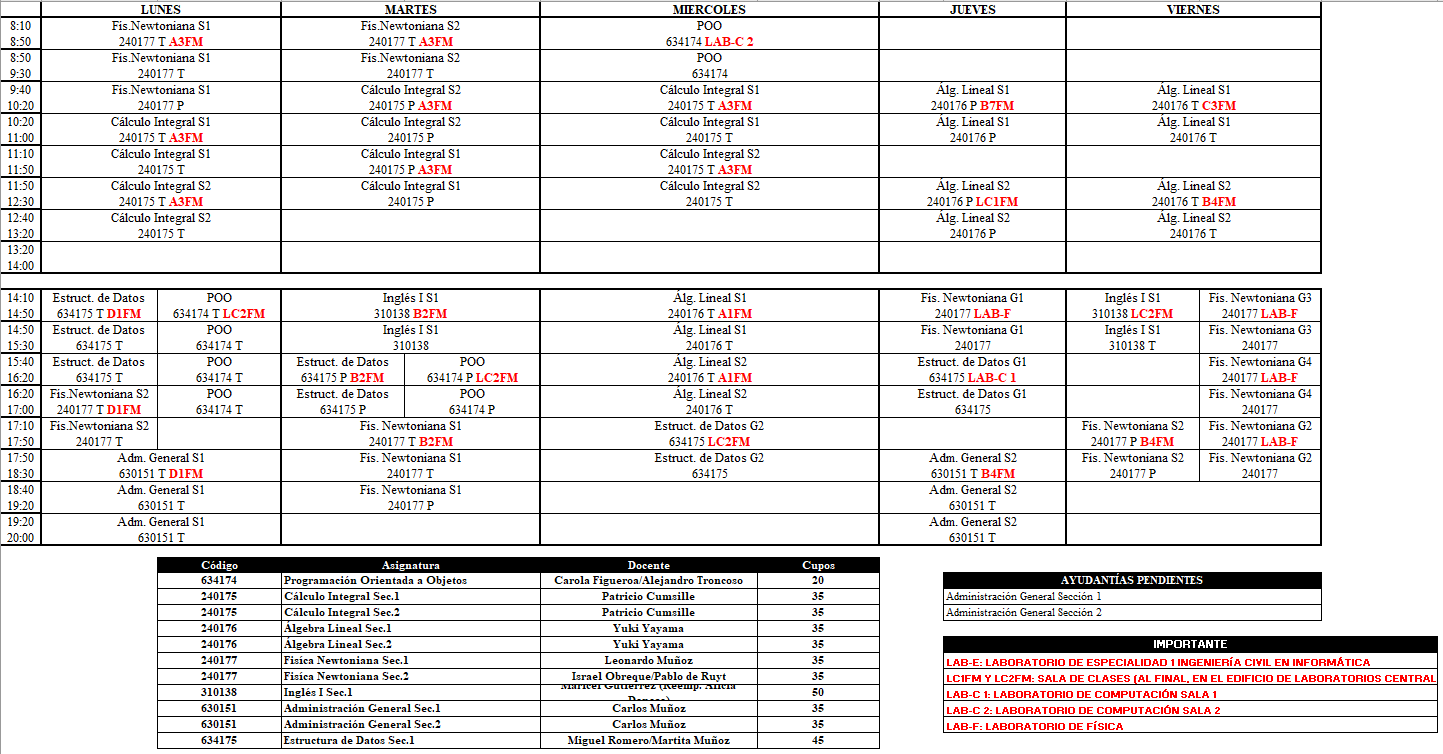 LUNES MARTES MIERCOLES JUEVES VIERNES
8:10 Fis.Newtoniana S1 Fis.Newtoniana S2 POO
8:50 240177 T A3FM 240177 T A3FM 634174 LAB-C 2
8:50 Fis.Newtoniana S1 Fis.Newtoniana S2 POO
9:30 240177 T 240177 T 634174
9:40 Fis.Newtoniana S1 Cálculo Integral S2 Cálculo Integral S1 Álg. Lineal S1 Álg. Lineal S1
10:20 240177 P 240175 P A3FM 240175 T A3FM 240176 P B7FM 240176 T C3FM
10:20 Cálculo Integral S1 Cálculo Integral S2 Cálculo Integral S1 Álg. Lineal S1 Álg. Lineal S1
11:00 240175 T A3FM 240175 P 240175 T 240176 P 240176 T
11:10 Cálculo Integral S1 Cálculo Integral S1 Cálculo Integral S2
11:50 240175 T 240175 P A3FM 240175 T A3FM
11:50 Cálculo Integral S2 Cálculo Integral S1 Cálculo Integral S2 Álg. Lineal S2 Álg. Lineal S2
12:30 240175 T A3FM 240175 P 240175 T 240176 P LC1FM 240176 T B4FM
12:40 Cálculo Integral S2 Álg. Lineal S2 Álg. Lineal S2
13:20 240175 T 240176 P 240176 T
13:20
14:00
14:10 Estruct. de Datos POO Inglés I S1 Álg. Lineal S1 Fis. Newtoniana G1 Inglés I S1 Fis. Newtoniana G3
14:50 634175 T D1FM 634174 T LC2FM 310138 B2FM 240176 T A1FM 240177 LAB-F 310138 LC2FM 240177 LAB-F
14:50 Estruct. de Datos POO Inglés I S1 Álg. Lineal S1 Fis. Newtoniana G1 Inglés I S1 Fis. Newtoniana G3
15:30 634175 T 634174 T 310138 240176 T 240177 310138 T 240177
15:40 Estruct. de Datos POO Estruct. de Datos POO Álg. Lineal S2 Estruct. de Datos G1 Fis. Newtoniana G4
16:20 634175 T 634174 T 634175 P B2FM 634174 P LC2FM 240176 T A1FM 634175 LAB-C 1 240177 LAB-F
16:20 Fis.Newtoniana S2 POO Estruct. de Datos POO Álg. Lineal S2 Estruct. de Datos G1 Fis. Newtoniana G4
17:00 240177 T D1FM 634174 T 634175 P 634174 P 240176 T 634175 240177
17:10 Fis.Newtoniana S2 Fis. Newtoniana S1 Estruct. de Datos G2 Fis. Newtoniana S2 Fis. Newtoniana G2
17:50 240177 T 240177 T B2FM 634175 LC2FM 240177 P B4FM 240177 LAB-F
17:50 Adm. General S1 Fis. Newtoniana S1 Estruct. de Datos G2 Adm. General S2 Fis. Newtoniana S2 Fis. Newtoniana G2
18:30 630151 T D1FM 240177 T 634175 630151 T B4FM 240177 P 240177
18:40 Adm. General S1 Fis. Newtoniana S1 Adm. General S2
19:20 630151 T 240177 P 630151 T
19:20 Adm. General S1 Adm. General S2
20:00 630151 T 630151 T
Código Asignatura Docente Cupos
634174 Programación Orientada a Objetos Carola Figueroa/Alejandro Troncoso 20
240175 Cálculo Integral Sec.1 Patricio Cumsille 35
240175 Cálculo Integral Sec.2 Patricio Cumsille 35
240176 Álgebra Lineal Sec.1 Yuki Yayama 35
240176 Álgebra Lineal Sec.2 Yuki Yayama 35
240177 Fisica Newtoniana Sec.1 Leonardo Muñoz 35
240177 Fisica Newtoniana Sec.2 Israel Obreque/Pablo de Ruyt 35
310138 Inglés I Sec.1 Maricel Gutiérrez (Reemp. Alicia 50
630151 Administración General Sec.1 Carlos Muñoz 35
630151 Administración General Sec.2 Carlos Muñoz 35
634175 Estructura de Datos Sec.1 Miguel Romero/Martita Muñoz 45
AYUDANTÍAS PENDIENTES
Administración General Sección 1
Administración General Sección 2
IMPORTANTE
LAB-E: LABORATORIO DE ESPECIALIDAD 1 INGENIERÍA CIVIL EN INFORMÁTICA
LC1FM Y LC2FM: SALA DE CLASES (AL FINAL, EN EL EDIFICIO DE LABORATORIOS CENTRAL
LAB-C 1: LABORATORIO DE COMPUTACIÓN SALA 1
LAB-C 2: LABORATORIO DE COMPUTACIÓN SALA 2
LAB-F: LABORATORIO DE FÍSICA